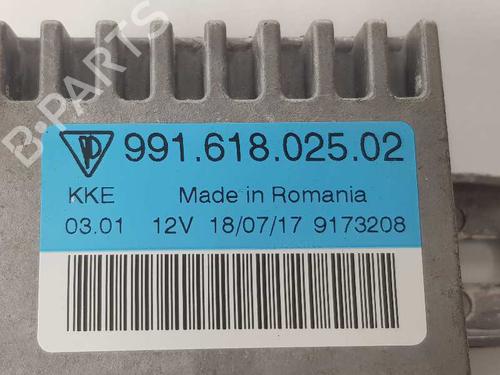 B-PARTS
991.618.025.02
KKE Made in Romania
03.01 12V 18/07/17 9173208